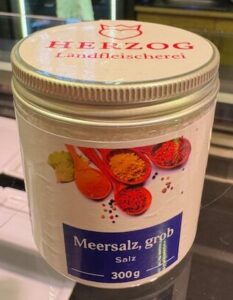 HERZOG
Landfleischerei
Meersalz, grob
Salz
300g